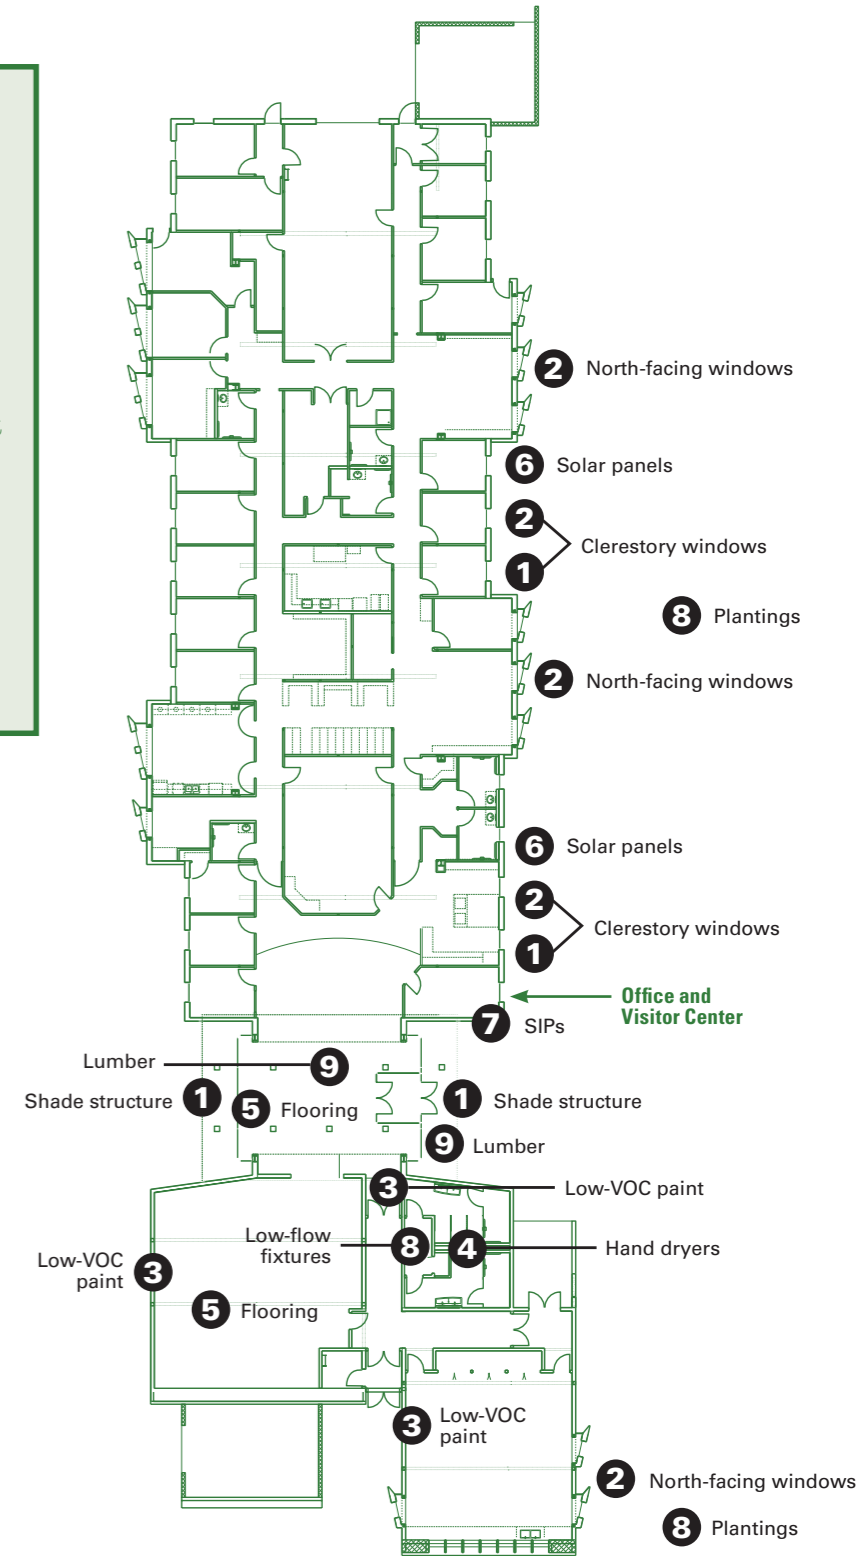 2 North-facing windows
6 Solar panels
2
Clerestory windows
1
8 Plantings
2 North-facing windows
6 Solar panels
2
Clerestory windows
1
Office and
Visitor Center
7 SIPs
Lumber 9
Shade structure 1
5 Flooring
1 Shade structure
9 Lumber
3 Low-VOC paint
Low-flow
fixtures 8
4 Hand dryers
Low-VOC
paint 3
5 Flooring
3 Low-VOC
paint
2 North-facing windows
8 Plantings